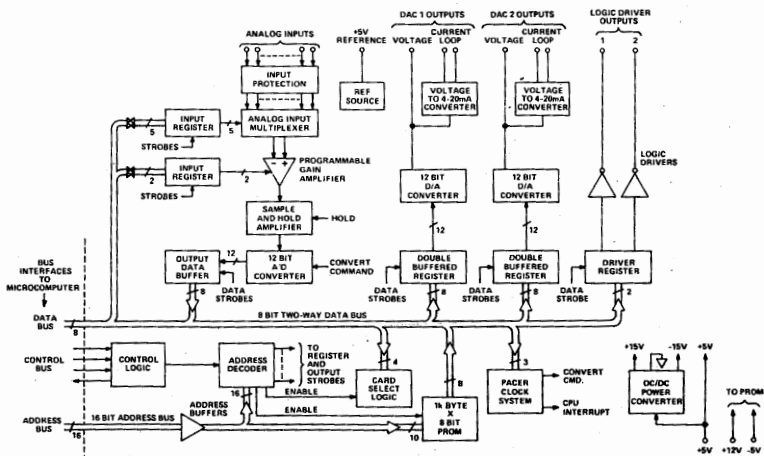 DAC 1 OUTPUTS
DAC 2 OUTPUTS
LOGIC DRIVER
OUTPUTS
ANALOG INPUTS
+5V
REFERENCE
VOLTAGE
CURRENT
LOOP
VOLTAGE
CURRENT
LOOP
1
2
INPUT
PROTECTION
REF
SOURCE
VOLTAGE
TO 4-20mA
CONVERTER
VOLTAGE
TO 4-20mA
CONVERTER
5
INPUT
REGISTER
5
ANALOG INPUT
MULTIPLEXER
STROBES
LOGIC
DRIVERS
2
INPUT
REGISTER
2
- +
PROGRAMMABLE
GAIN
AMPLIFIER
STROBES
12 BIT
D/A
CONVERTER
12 BIT
D/A
CONVERTER
SAMPLE
AND HOLD
AMPLIFIER
HOLD
12
12
BUS
INTERFACES
TO
MICROCOMPUTER
OUTPUT
DATA
BUFFER
12
12 BIT
A/D
CONVERTER
CONVERT
COMMAND
DOUBLE
BUFFERED
REGISTER
DOUBLE
BUFFERED
REGISTER
DRIVER
REGISTER
8
DATA
STROBES
DATA
STROBES
8
DATA
STROBES
8
DATA
STROBE
2
DATA
BUS
8
8 BIT TWO-WAY DATA BUS
CONTROL
BUS
CONTROL
LOGIC
ADDRESS
DECODER
TO
REGISTER
AND
OUTPUT
STROBES
4
CARD
SELECT
LOGIC
8
3
PACER
CLOCK
SYSTEM
CONVERT
CMD.
CPU
INTERRUPT
+15V
-15V
+5V
DC/DC
POWER
CONVERTER
TO PROM
ADDRESS
BUFFERS
16
ENABLE
ENABLE
1k BYTE
X
8 BIT
PROM
ADDRESS
BUS
16
16 BIT ADDRESS BUS
10
+5V
+12V
-5V